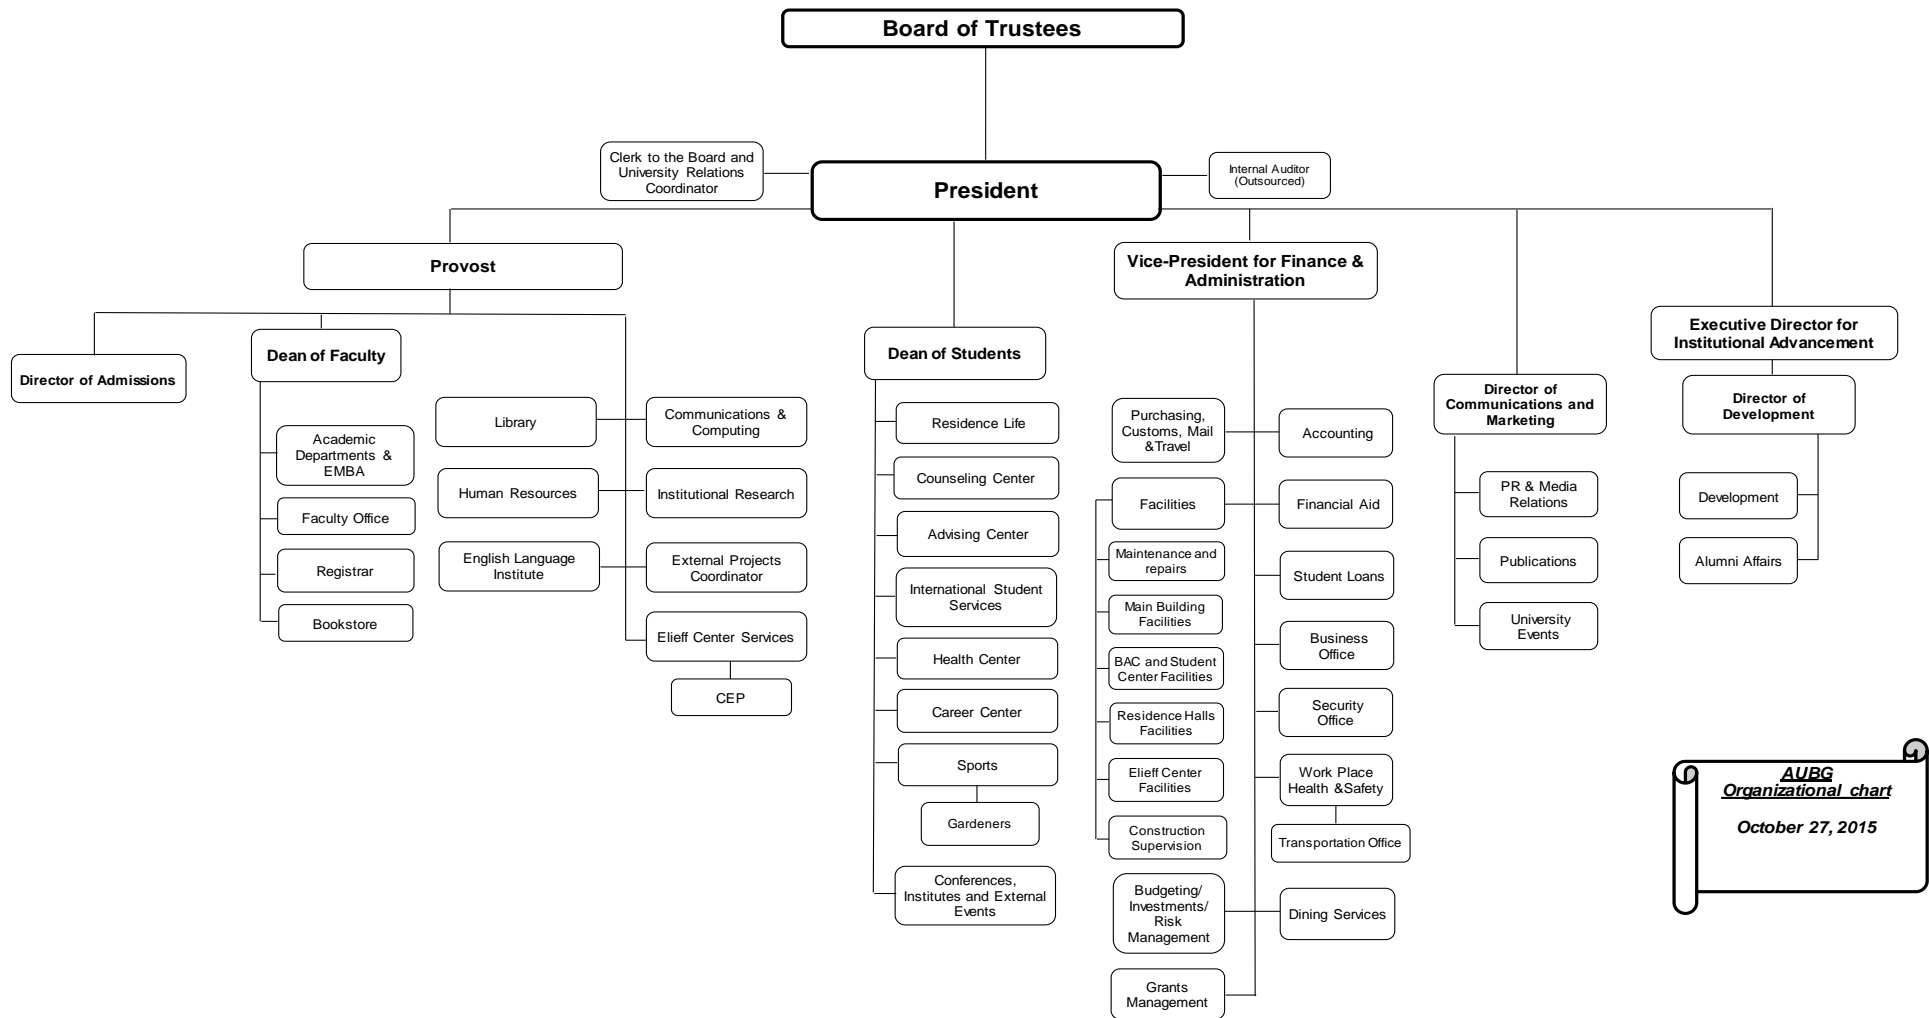 Board of Trustees
Clerk to the Board and
University Relations
Coordinator
President
Internal Auditor
(Outsourced)
Provost
Vice-President for Finance &
Administration
Director of Admissions
Dean of Faculty
Dean of Students
Executive Director for
Institutional Advancement
Director of
Communications and
Marketing
Director of
Development
Academic
Departments &
EMBA
Faculty Office
Registrar
Bookstore
Library
Communications &
Computing
Human Resources
Institutional Research
English Language
Institute
External Projects
Coordinator
Elieff Center Services
CEP
Residence Life
Counseling Center
Advising Center
International Student
Services
Health Center
Career Center
Sports
Gardeners
Conferences,
Institutes and External
Events
Purchasing,
Customs, Mail
&Travel
Accounting
Facilities
Financial Aid
Maintenance and
repairs
Student Loans
Main Building
Facilities
Business
Office
BAC and Student
Center Facilities
Security
Office
Residence Halls
Facilities
Work Place
Health &Safety
Elieff Center
Facilities
Transportation Office
Construction
Supervision
Budgeting/
Investments/
Risk
Management
Dining Services
Grants
Management
PR & Media
Relations
Publications
University
Events
Development
Alumni Affairs
AUBG
Organizational chart
October 27, 2015